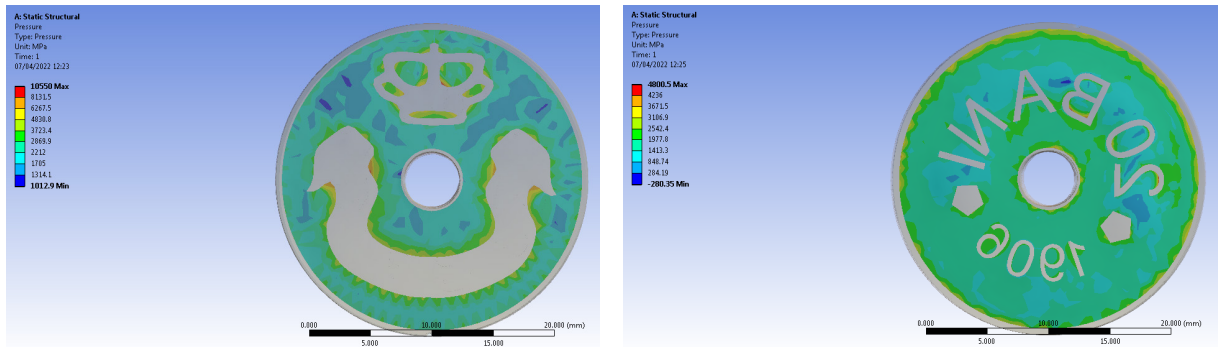 A: Static Structural
Pressure
Type: Pressure
Unit: MPa
Time: 1
07/04/2022 12:23
10550 Max
8131.5
6267.5
4830.8
3723.4
2869.9
2212
1705
1314.1
1012.9 Min
0.000
10.000
20.000 (mm)
5.000
15.000
A: Static Structural
Pressure
Type: Pressure
Unit: MPa
Time: 1
07/04/2022 12:25
4800.5 Max
4236
3671.5
3106.9
2542.4
1977.8
1413.3
848.74
284.19
-280.35 Min
20 BANI
1906
0.000
10.000
20.000 (mm)
5.000
15.000